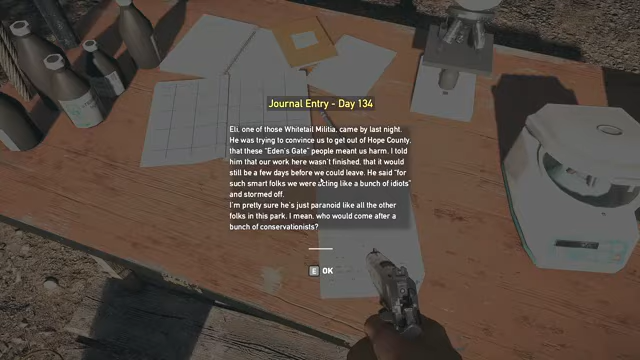 Journal Entry - Day 134
Eli, one of those Whitetail Militia, came by last night.
He was trying to convince us to get out of Hope County,
that these "Eden's Gate" people meant us harm. I told
him that our work here wasn't finished, that it would
still be a few days before we could leave. He said "for
such smart folks we were acting like a bunch of idiots"
and stormed off.
I'm pretty sure he's just paranoid like all the other
folks in this park. I mean, who would come after a
bunch of conservationists?
E OK